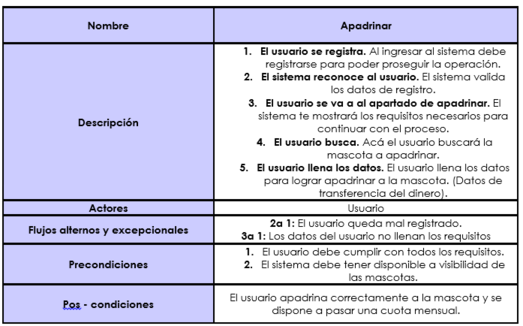 Nombre
Apadrinar
Descripción
1. El usuario se registra. Al ingresar al sistema debe
registrarse para poder proseguir la operación.
2. El sistema reconoce al usuario. El sistema valida
los datos de registro.
3. El usuario se va a al apartado de apadrinar. El
sistema te mostrará los requisitos necesarios para
continuar con el proceso.
4. El usuario busca. Acá el usuario buscará la
mascota a apadrinar.
5. El usuario llena los datos. El usuario llena los datos
para lograr apadrinar a la mascota. (Datos de
transferencia del dinero).
Actores
Usuario
Flujos alternos y excepcionales
2a 1: El usuario queda mal registrado.
3a 1: Los datos del usuario no llenan los requisitos
Precondiciones
1. El usuario debe cumplir con todos los requisitos.
2. El sistema debe tener disponible a visibilidad de
las mascotas.
Pos - condiciones
El usuario apadrina correctamente a la mascota y se
dispone a pasar una cuota mensual.